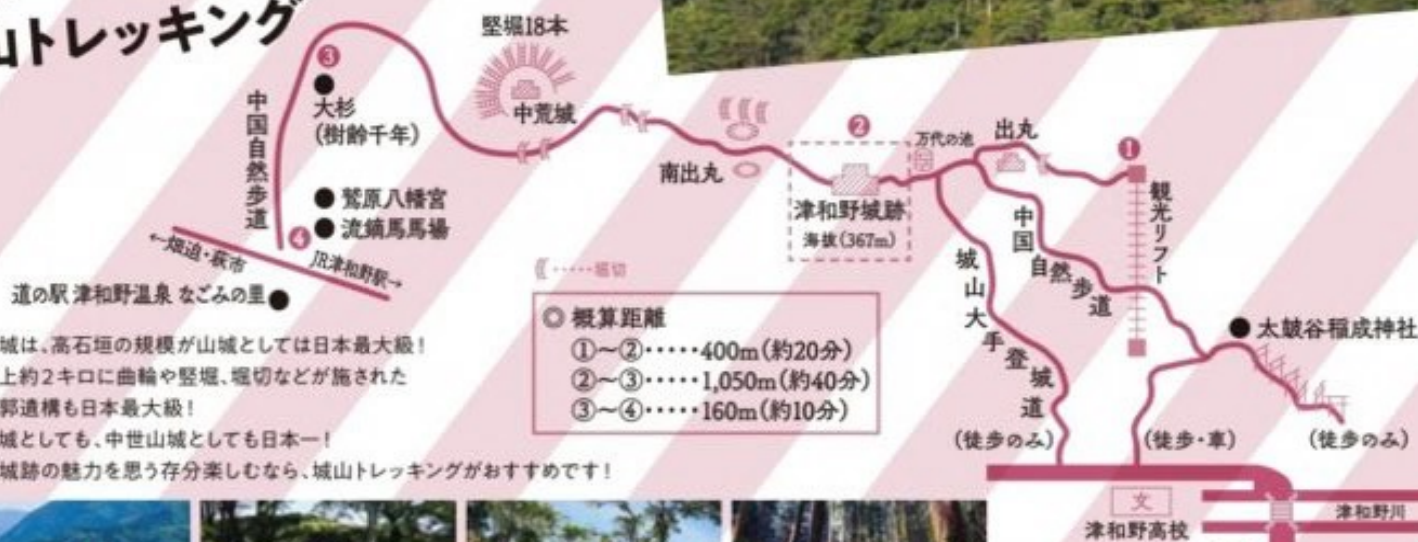 山トレッキング
③
大杉
(樹齢千年)
中国自然歩道
堅堀18本
中荒城
南出丸
②
津和野城跡
海抜(367m)
万代の池
出丸
①
観光リフト
中国自然歩道
城山大手登城道
(徒歩のみ)
(徒歩・車)
(徒歩のみ)
太皷谷稲成神社
鷲原八幡宮
流鏑馬馬場
④
←畑迫・萩市
JR津和野駅→
道の駅 津和野温泉 なごみの里
……堀切
◎ 概算距離
①〜②・・・・・400m(約20分)
②〜③・・・・・1,050m(約40分)
③〜④・・・・・160m(約10分)
城は、高石垣の規模が山城としては日本最大級!
上約2キロに曲輪や竪堀、堀切などが施された
郭遺構も日本最大級!
城としても、中世山城としても日本一!
城跡の魅力を思う存分楽しむなら、城山トレッキングがおすすめです!
文
津和野高校
津和野川